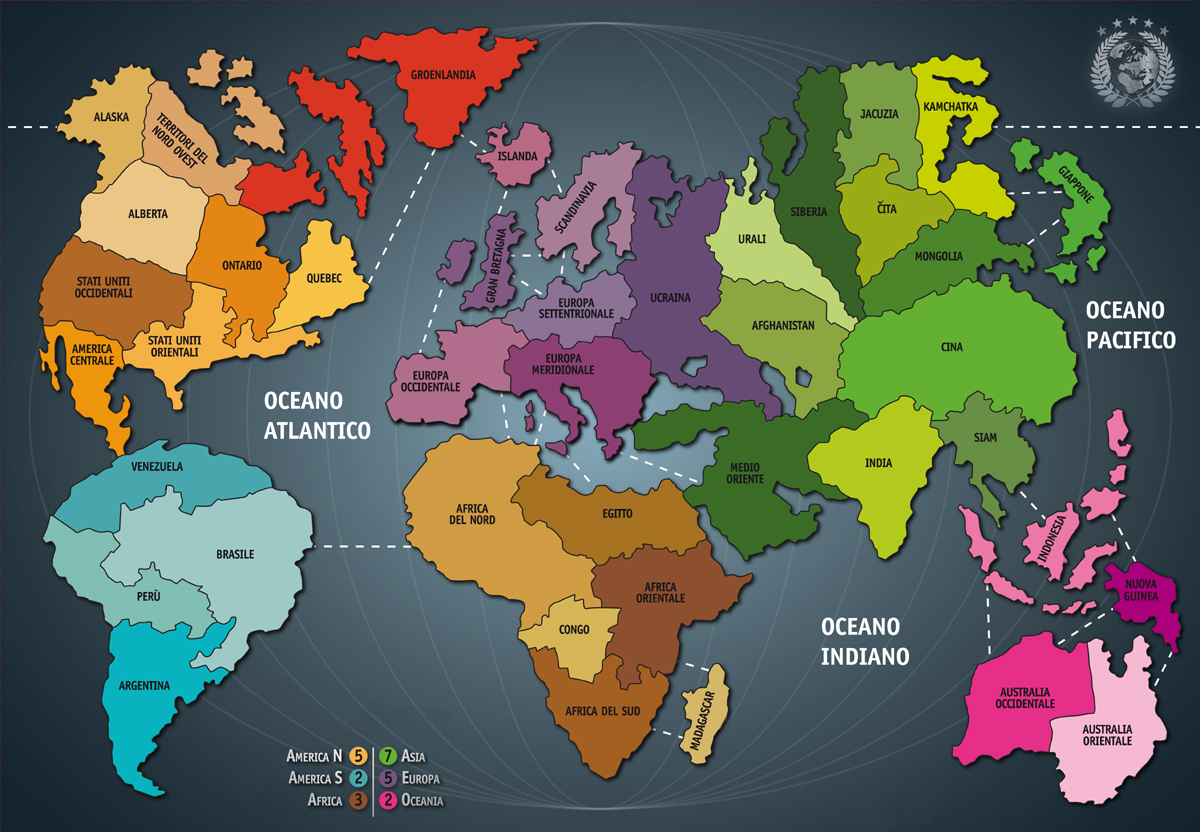 GROENLANDIA
ALASKA
TERRITORI DEL
NORD OVEST
ISLANDA
JACUZIA
KAMCHATKA
GIAPPONE
ALBERTA
SCANDINAVIA
SIBERIA
ČITA
URALI
MONGOLIA
ONTARIO
QUEBEC
GRAN BRETAGNA
STATI UNITI
OCCIDENTALI
UCRAINA
EUROPA
SETTENTRIONALE
AFGHANISTAN
CINA
OCEANO
PACIFICO
AMERICA
CENTRALE
STATI UNITI
ORIENTALI
EUROPA
OCCIDENTALE
EUROPA
MERIDIONALE
OCEANO
ATLANTICO
VENEZUELA
MEDIO
ORIENTE
INDIA
SIAM
AFRICA
DEL NORD
EGITTO
INDONESIA
BRASILE
PERÙ
AFRICA
ORIENTALE
NUOVA
GUINEA
CONGO
OCEANO
INDIANO
ARGENTINA
AFRICA DEL SUD
MADAGASCAR
AUSTRALIA
OCCIDENTALE
AUSTRALIA
ORIENTALE
AMERICA N 5 7 ASIA
AMERICA S 2 5 EUROPA
AFRICA 3 2 OCEANIA